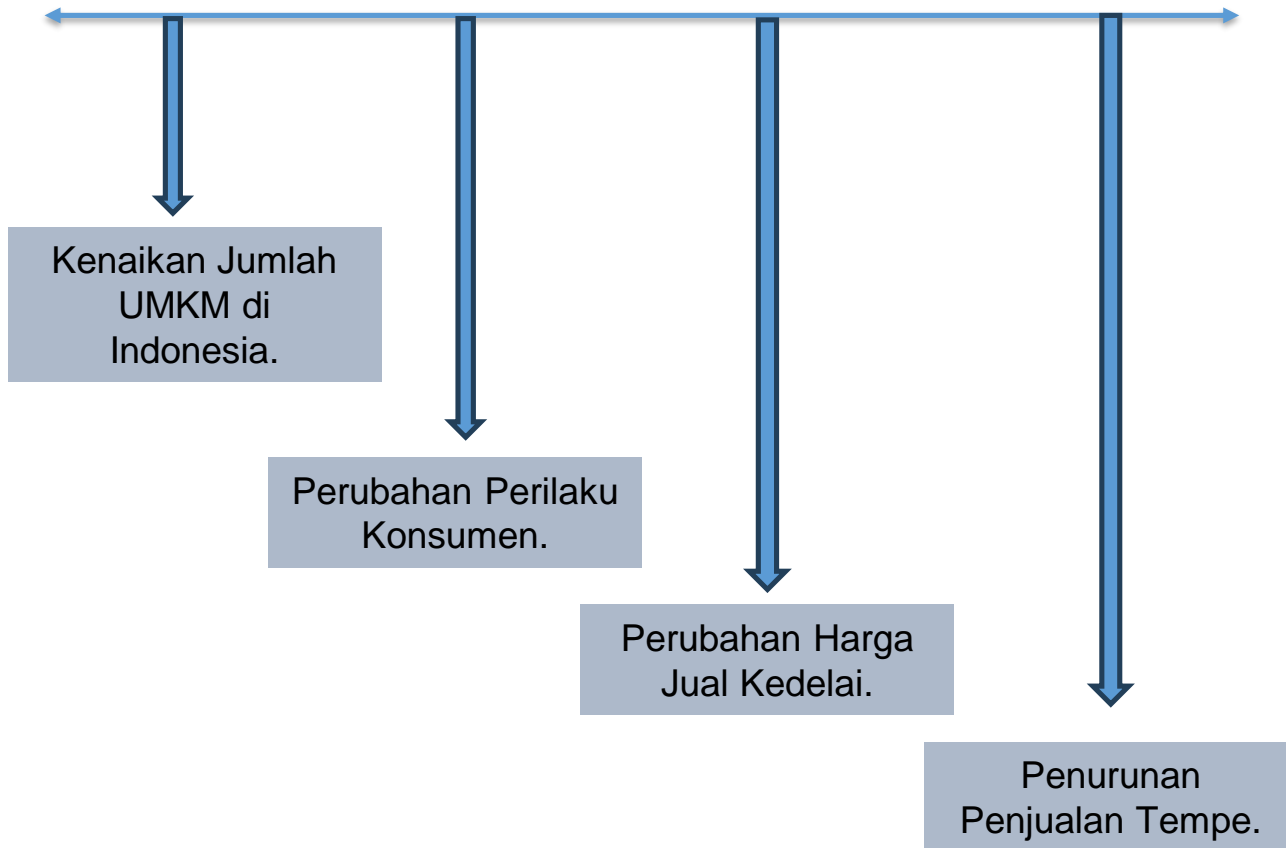 Kenaikan Jumlah
UMKM di
Indonesia.
Perubahan Perilaku
Konsumen.
Perubahan Harga
Jual Kedelai.
Penurunan
Penjualan Tempe.